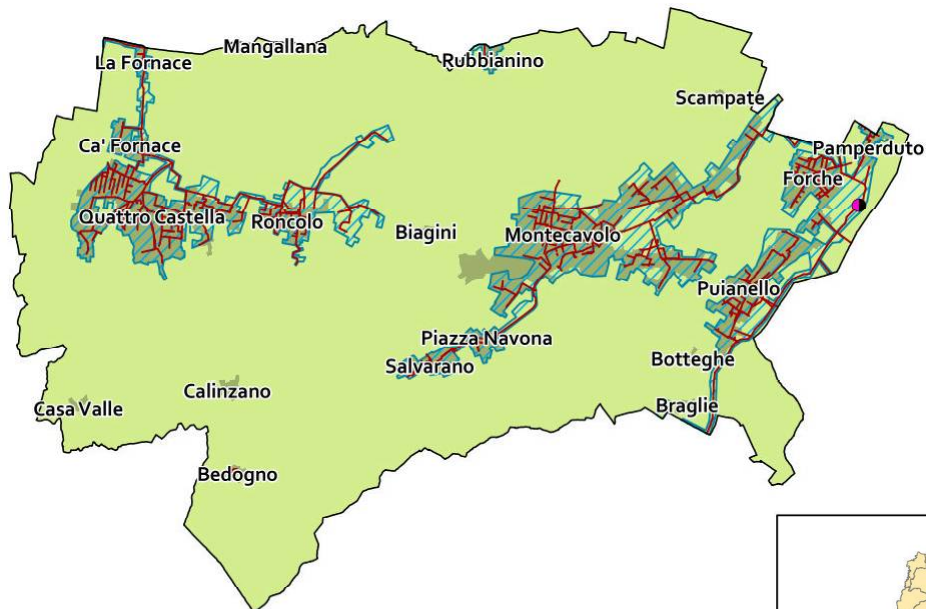 Mangallana
La Fornace
Rubbianino
Scampate
Ca' Fornace
Pamperduto
Forche
Quattro Castella
Roncolo
Biagini
Montecavolo
Puianello
Piazza Navona
Salvarano
Botteghe
Calinzano
Casa Valle
Braglie
Bedogno